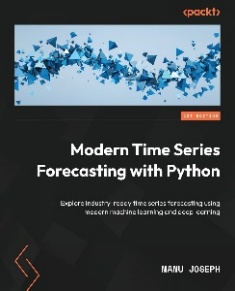 <packt>
1ST EDITION
Modern Time Series
Forecasting with Python
Explore industry-ready time series forecasting using
modern machine learning and deep learning
MANU JOSEPH